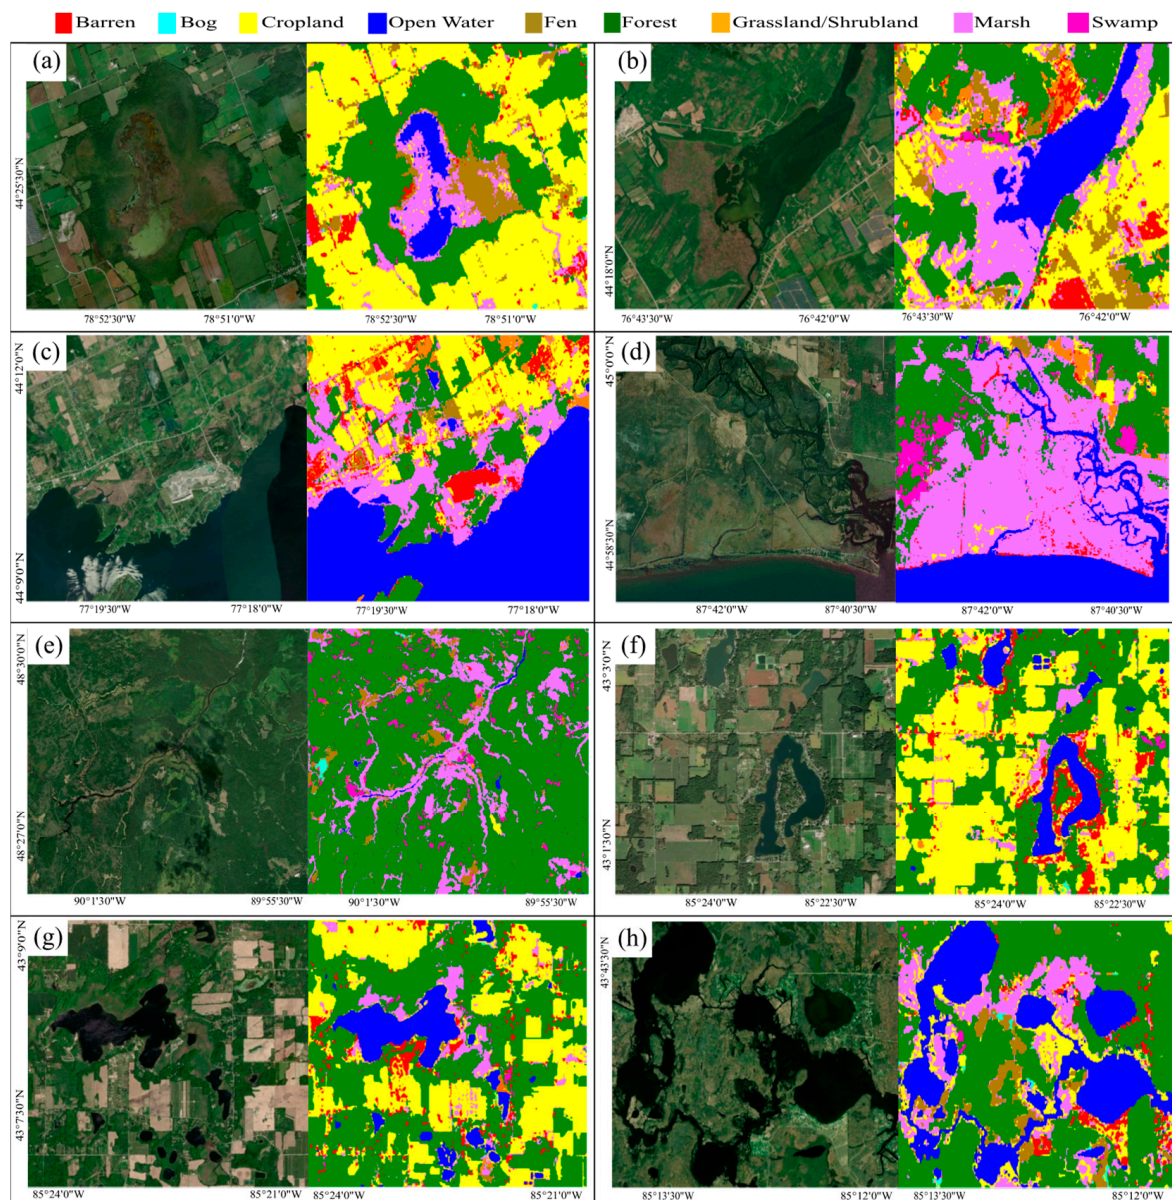 Barren Bog Cropland Open Water Fen Forest Grassland/Shrubland Marsh Swamp
(a)
44°25'30"N
78°52'30"W 78°51'0"W 78°52'30"W 78°51'0"W
(b)
44°18'0"N
76°43'30"W 76°42'0"W 76°43'30"W 76°42'0"W
(c)
44°12'0"N
44°9'0"N
77°19'30"W 77°18'0"W 77°19'30"W 77°18'0"W
(d)
45°0'0"N
44°58'30"N
87°42'0"W 87°40'30"W 87°42'0"W 87°40'30"W
(e)
48°30'0"N
48°27'0"N
90°1'30"W 89°55'30"W 90°13'30"W 89°55'30"W
(f)
43°3'0"N
43°1'30"N
85°24'0"W 85°22'30"W 85°24'0"W 85°22'30"W
(g)
43°9'0"N
43°7'30"N
85°24'0"W 85°21'0"W 85°24'0"W 85°21'0"W
(h)
43°43'30"N
85°13'30"W 85°12'0"W 85°13'30"W 85°12'0"W